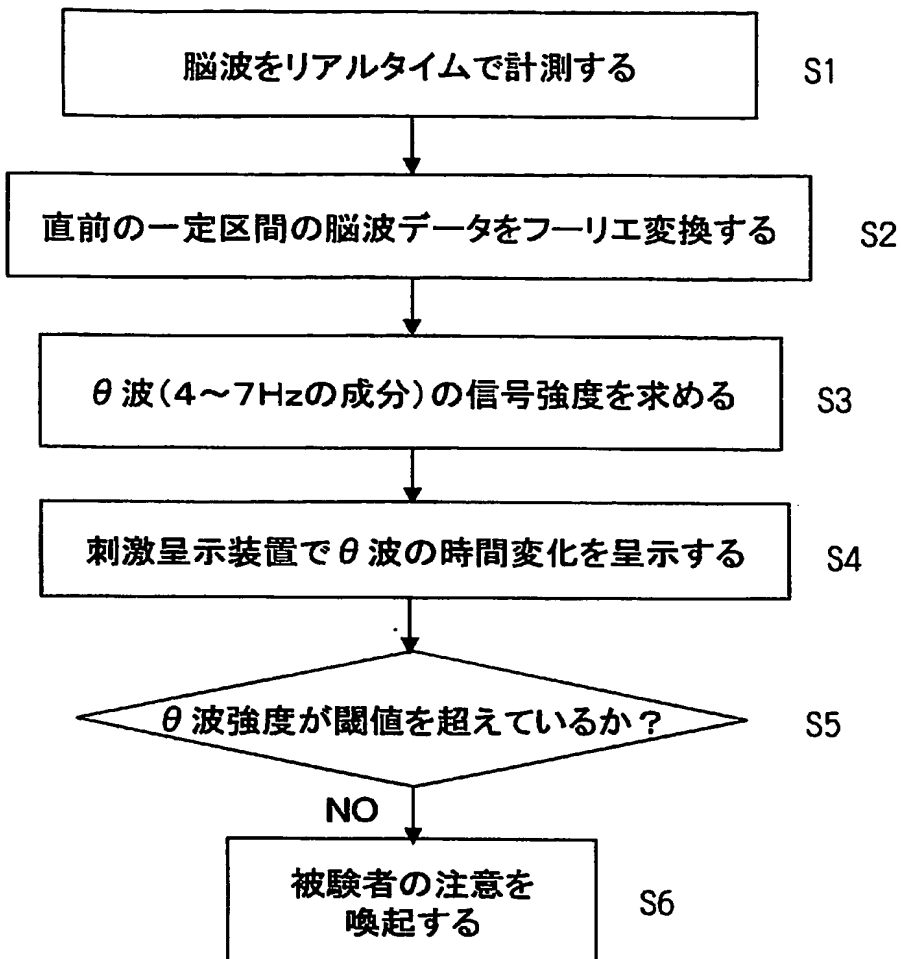 脳波をリアルタイムで計測する S1
直前の一定区間の脳波データをフーリエ変換する S2
θ波(4～7Hzの成分)の信号強度を求める S3
刺激呈示装置でθ波の時間変化を呈示する S4
θ波強度が閾値を超えているか? S5
NO
被験者の注意を
喚起する S6